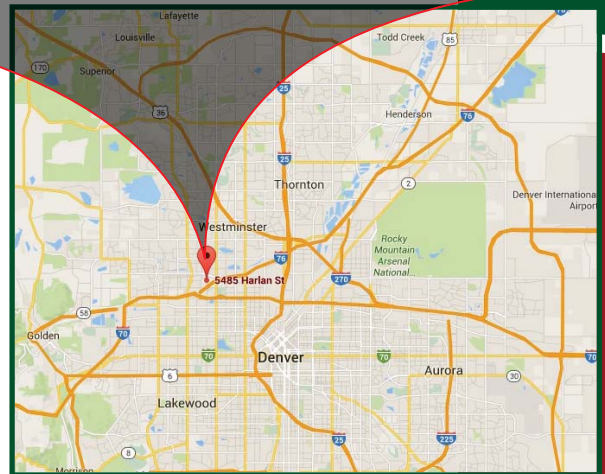 Lafayette
Louisville
Todd Creek
85
76
170
Superior
36
25
76
Henderson
25
Thornton
2
Denver International
Airport
Westminster
Rocky
Mountain
Arsenal
National...
76
270
5485 Harlan St
58
70
Golden
70
Denver
70
70
6
Aurora
30
Lakewood
25
225
8
Morrison